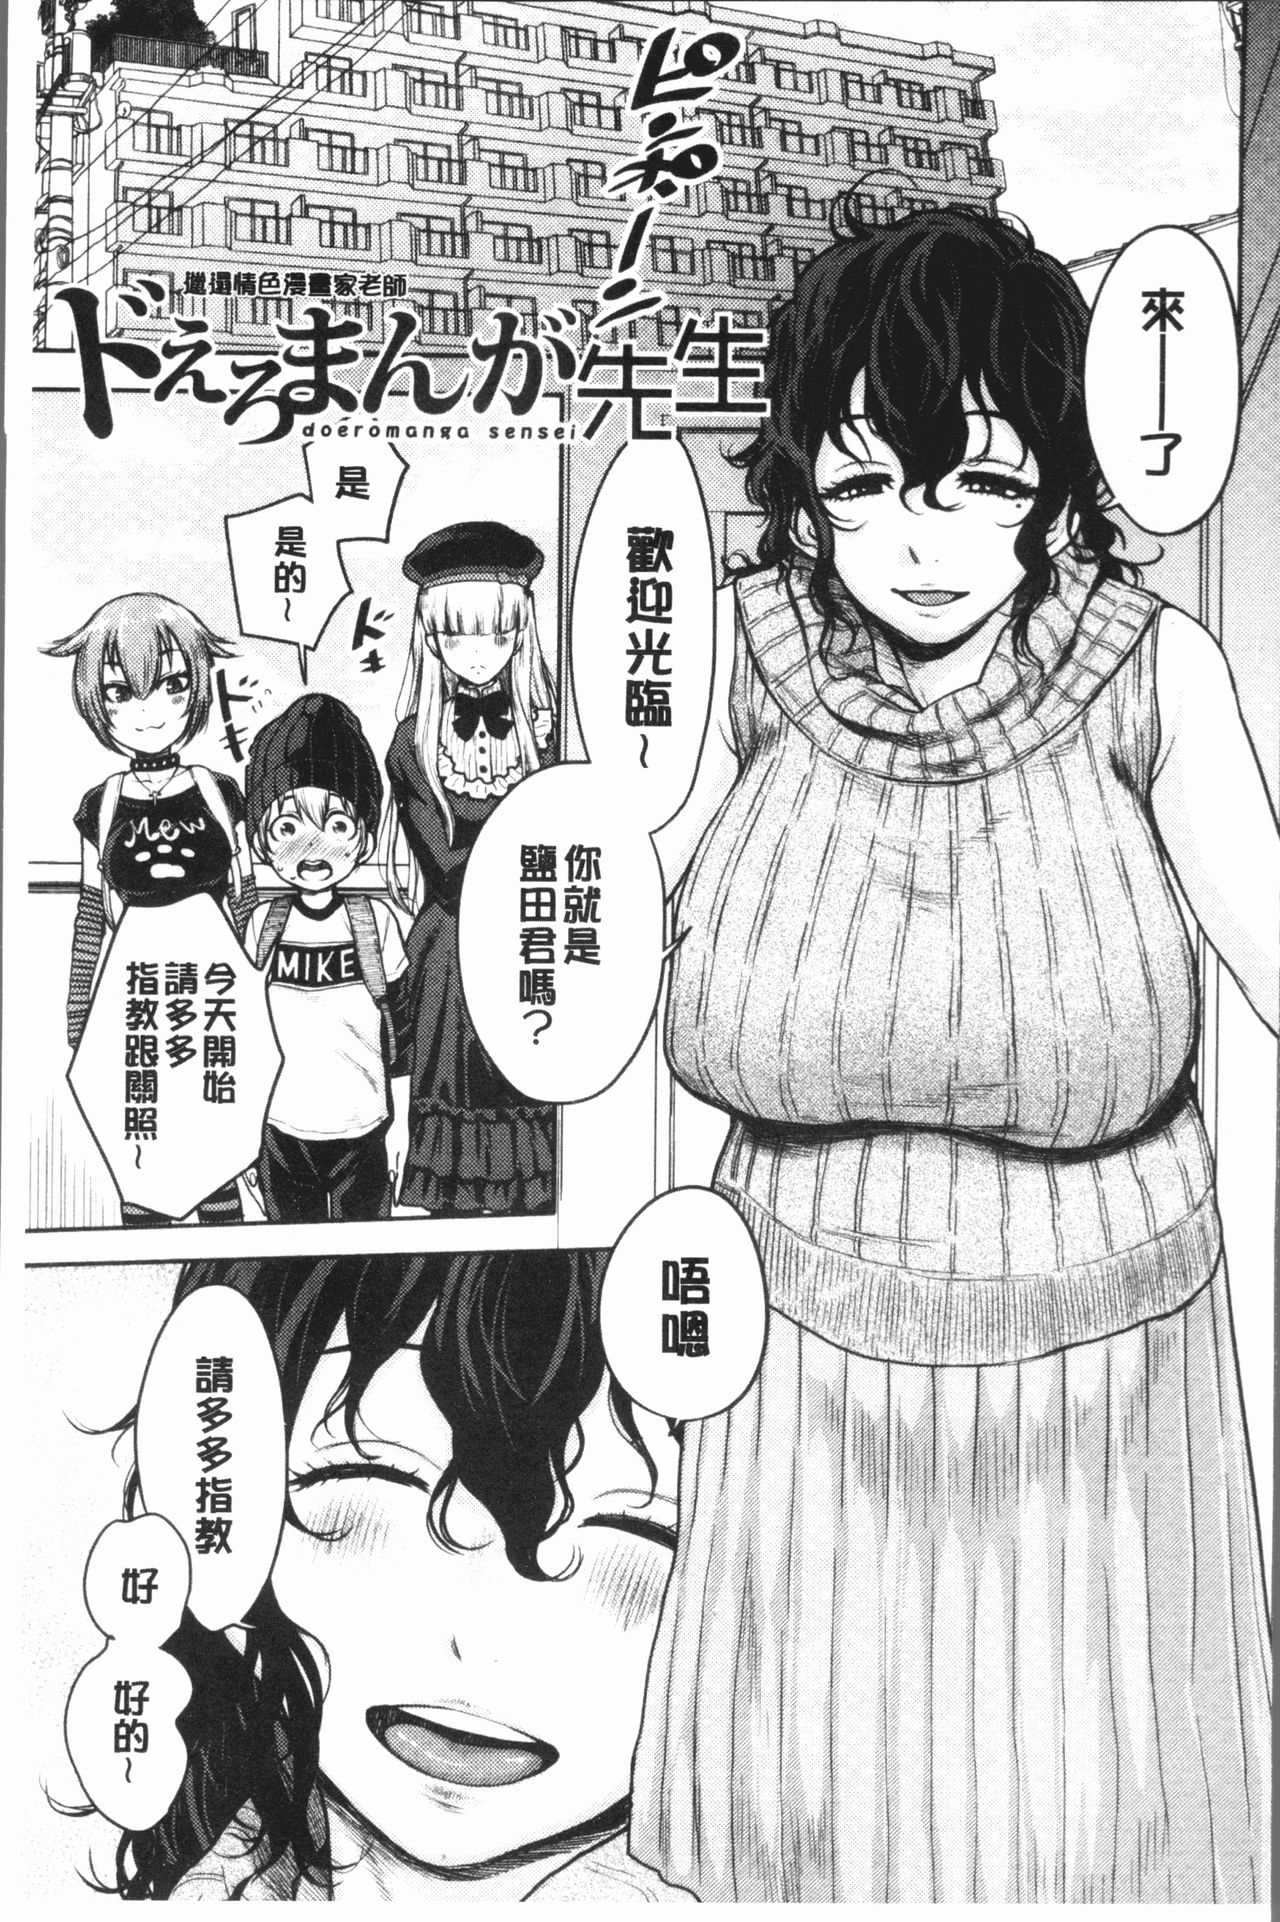 ピンポーン
來——了
邋遢情色漫畫家老師
ドえろまんが先生
doeromanga sensei
歡迎光臨~
你就是
鹽田君嗎？
是
是的~
ドキ
ドキ
Mew
MIKE
今天開始
請多多
指教跟關照~
唔嗯
請多多指教
好
好的~